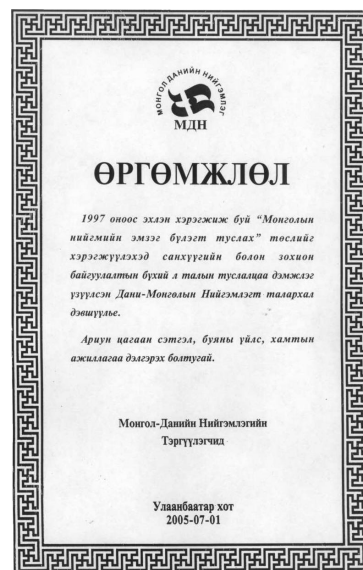 МОНГОЛ ДАНИЙН НИЙГЭМЛЭГ
МДН
ӨРГӨМЖЛӨЛ
1997 оноос эхлэн хэрэгжиж буй “Монголын
нийгмийн эмзэг бүлэгт туслах” төслийг
хэрэгжүүлэхэд санхүүгийн болон зохион
байгуулалтын бүхий л талын туслалцаа дэмжлэг
үзүүлсэн Дани-Монголын Нийгэмлэгт талархал
дэвшүүлье.
Ариун цагаан сэтгэл, буяны үйлс, хамтын
ажиллагаа дэлгэрэх болтугай.
Монгол-Данийн Нийгэмлэгийн
Тэргүүлэгчид
Улаанбаатар хот
2005-07-01